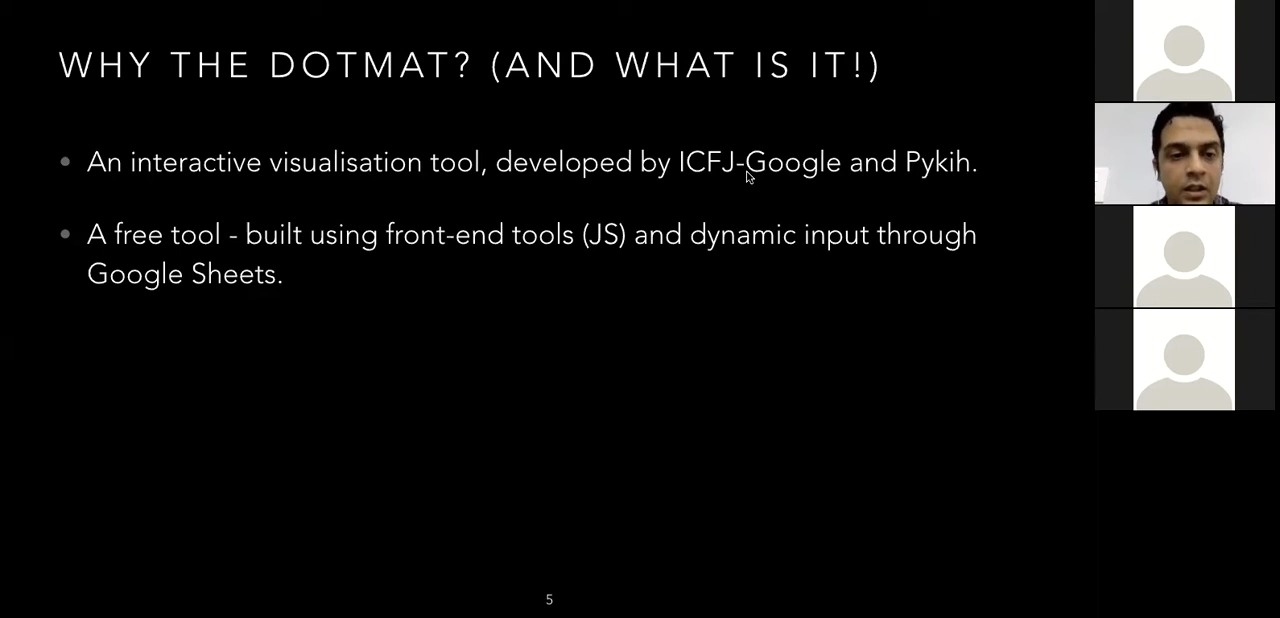 WHY THE DOTMAT? (AND WHAT IS IT!)
• An interactive visualisation tool, developed by ICFJ-Google and Pykih.
• A free tool - built using front-end tools (JS) and dynamic input through
Google Sheets.
5